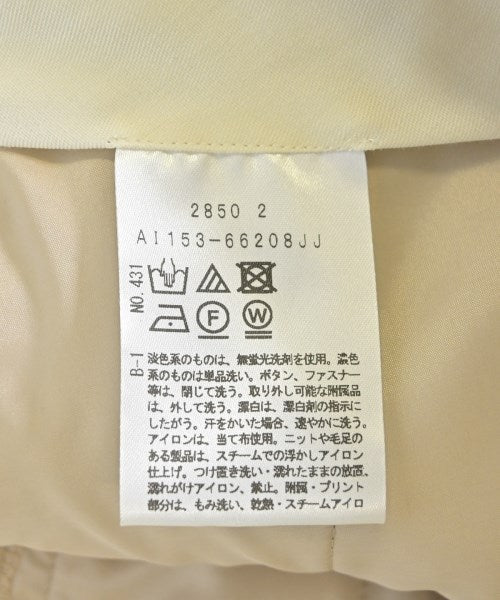 2850 2
AI153-66208JJ
NO.431
F
W
B-1
淡色系のものは、無蛍光洗剤を使用。濃色
系のものは単品洗い。ボタン、ファスナー
等は、閉じて洗う。取り外し可能な附属品
は、外して洗う。漂白は、漂白剤の指示に
したがう。汗をかいた場合、速やかに洗う。
アイロンは、当て布使用。ニットや毛足の
ある製品は、スチームでの浮かしアイロン
仕上げ。つけ置き洗い・濡れたままの放置、
濡れがけアイロン、禁止。附属・プリント
部分は、もみ洗い、乾熱・スチームアイロ